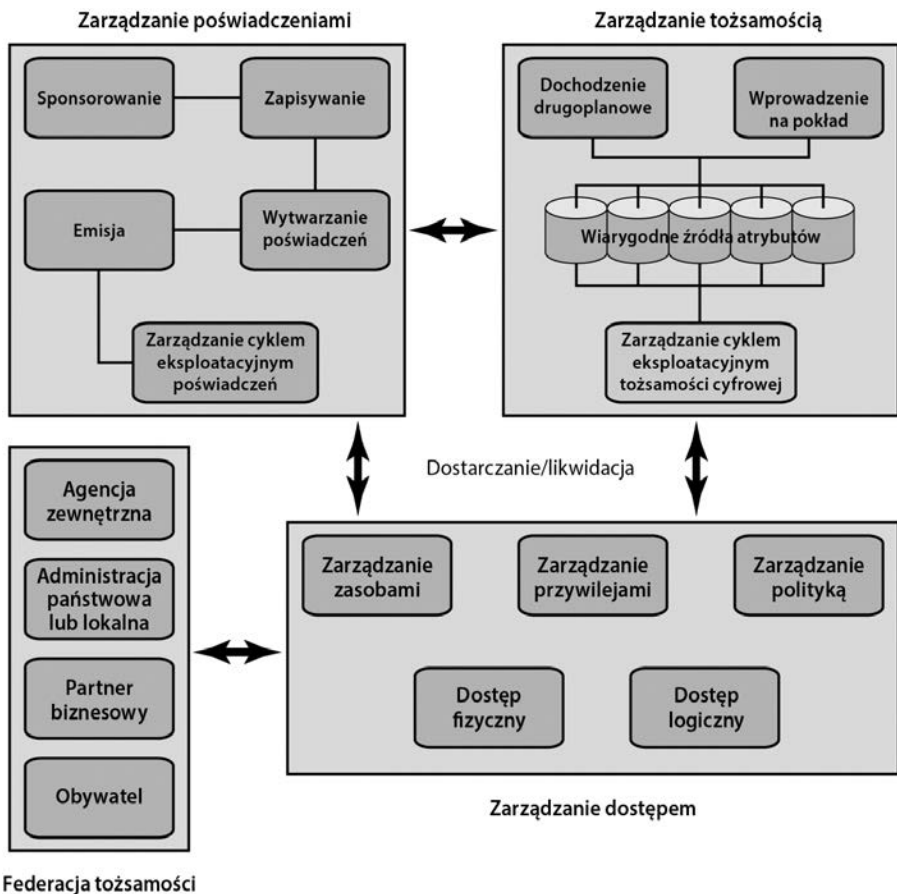 Zarządzanie poświadczeniami
Sponsorowanie
Zapisywanie
Emisja
Wytwarzanie
poświadczeń
Zarządzanie cyklem
eksploatacyjnym
poświadczeń
Zarządzanie tożsamością
Dochodzenie
drugoplanowe
Wprowadzenie
na pokład
Wiarygodne źródła atrybutów
Zarządzanie cyklem
eksploatacyjnym
tożsamości cyfrowej
Dostarczanie/likwidacja
Agencja
zewnętrzna
Administracja
państwowa
lub lokalna
Partner
biznesowy
Obywatel
Federacja tożsamości
Zarządzanie
zasobami
Zarządzanie
przywilejami
Zarządzanie
polityką
Dostęp
fizyczny
Dostęp
logiczny
Zarządzanie dostępem